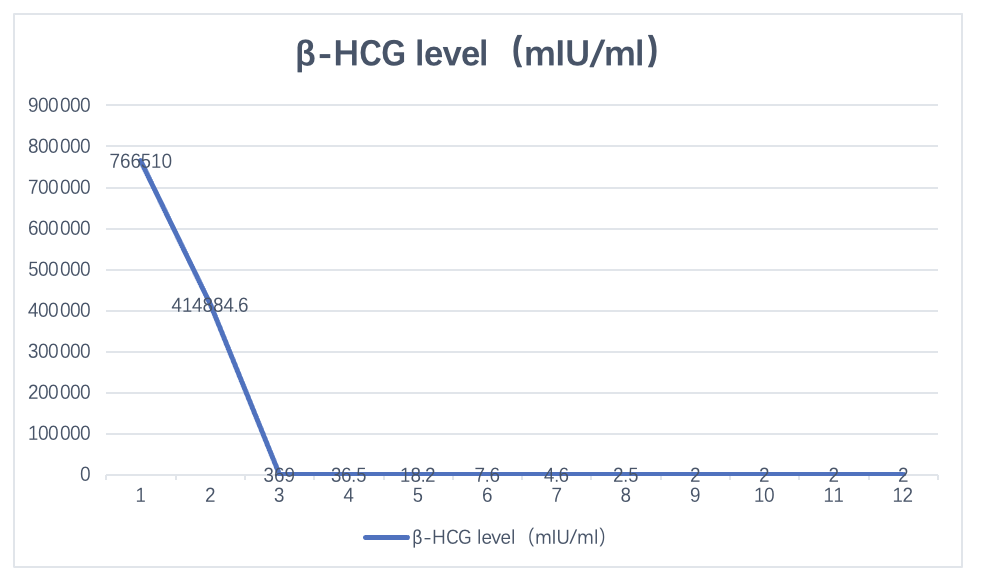 β-HCG level（mIU/ml）
900000
800000
766510
700000
600000
500000
414884.6
400000
300000
200000
100000
0 369 36.5 18.2 7.6 4.6 2.5 2 2 2 2
1 2 3 4 5 6 7 8 9 10 11 12
β-HCG level（mIU/ml）